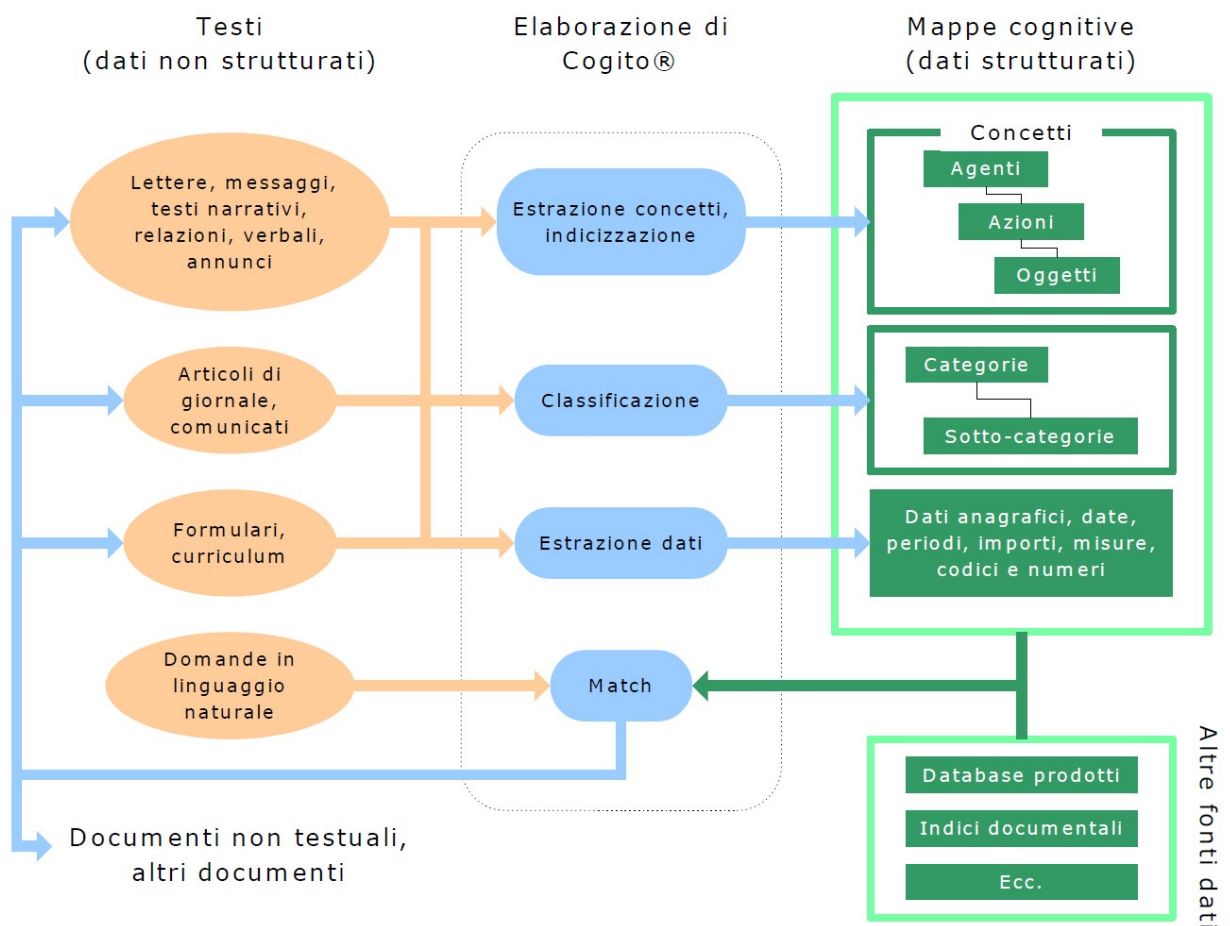 Testi
(dati non strutturati)
Elaborazione di
Cogito®
Mappe cognitive
(dati strutturati)
Lettere, messaggi,
testi narrativi,
relazioni, verbali,
annunci
Estrazione concetti,
indicizzazione
Concetti
Agenti
Azioni
Oggetti
Articoli di
giornale,
comunicati
Classificazione
Categorie
Sotto-categorie
Formulari,
curriculum
Estrazione dati
Dati anagrafici, date,
periodi, importi, misure,
codici e numeri
Domande in
linguaggio
naturale
Match
Documenti non testuali,
altri documenti
Database prodotti
Indici documentali
Ecc.
Altre fonti dati